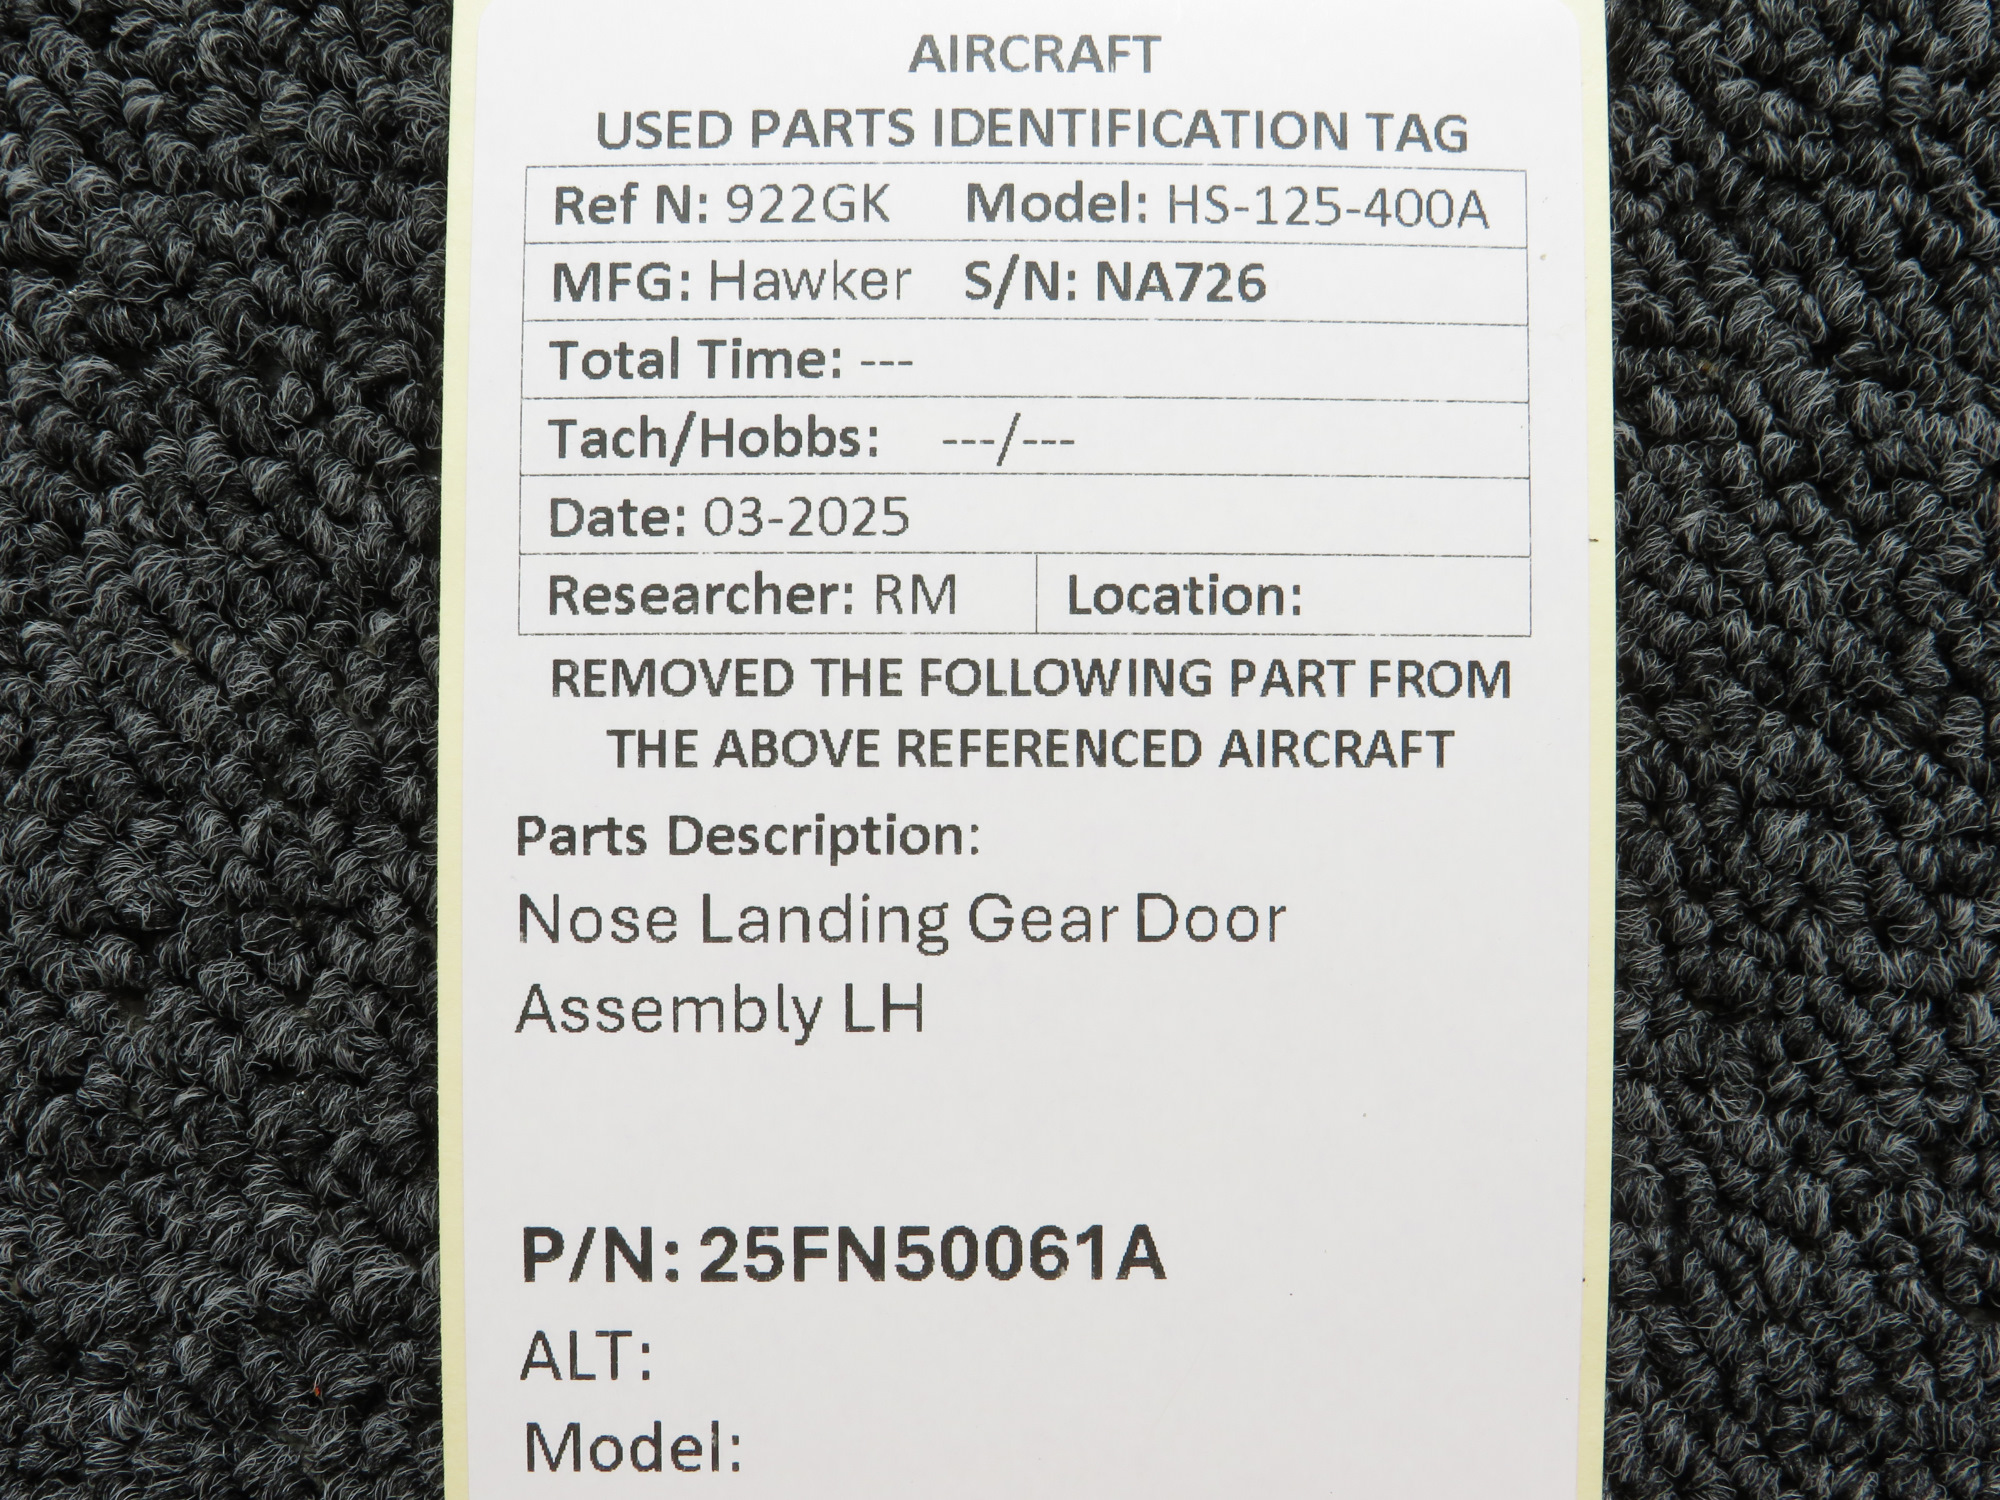 AIRCRAFT
USED PARTS IDENTIFICATION TAG
Ref N: 922GK Model: HS-125-400A
MFG: Hawker S/N: NA726
Total Time: ---
Tach/Hobbs: ---/---
Date: 03-2025
Researcher: RM Location:
REMOVED THE FOLLOWING PART FROM
THE ABOVE REFERENCED AIRCRAFT
Parts Description:
Nose Landing Gear Door
Assembly LH
P/N: 25FN50061A
ALT:
Model: